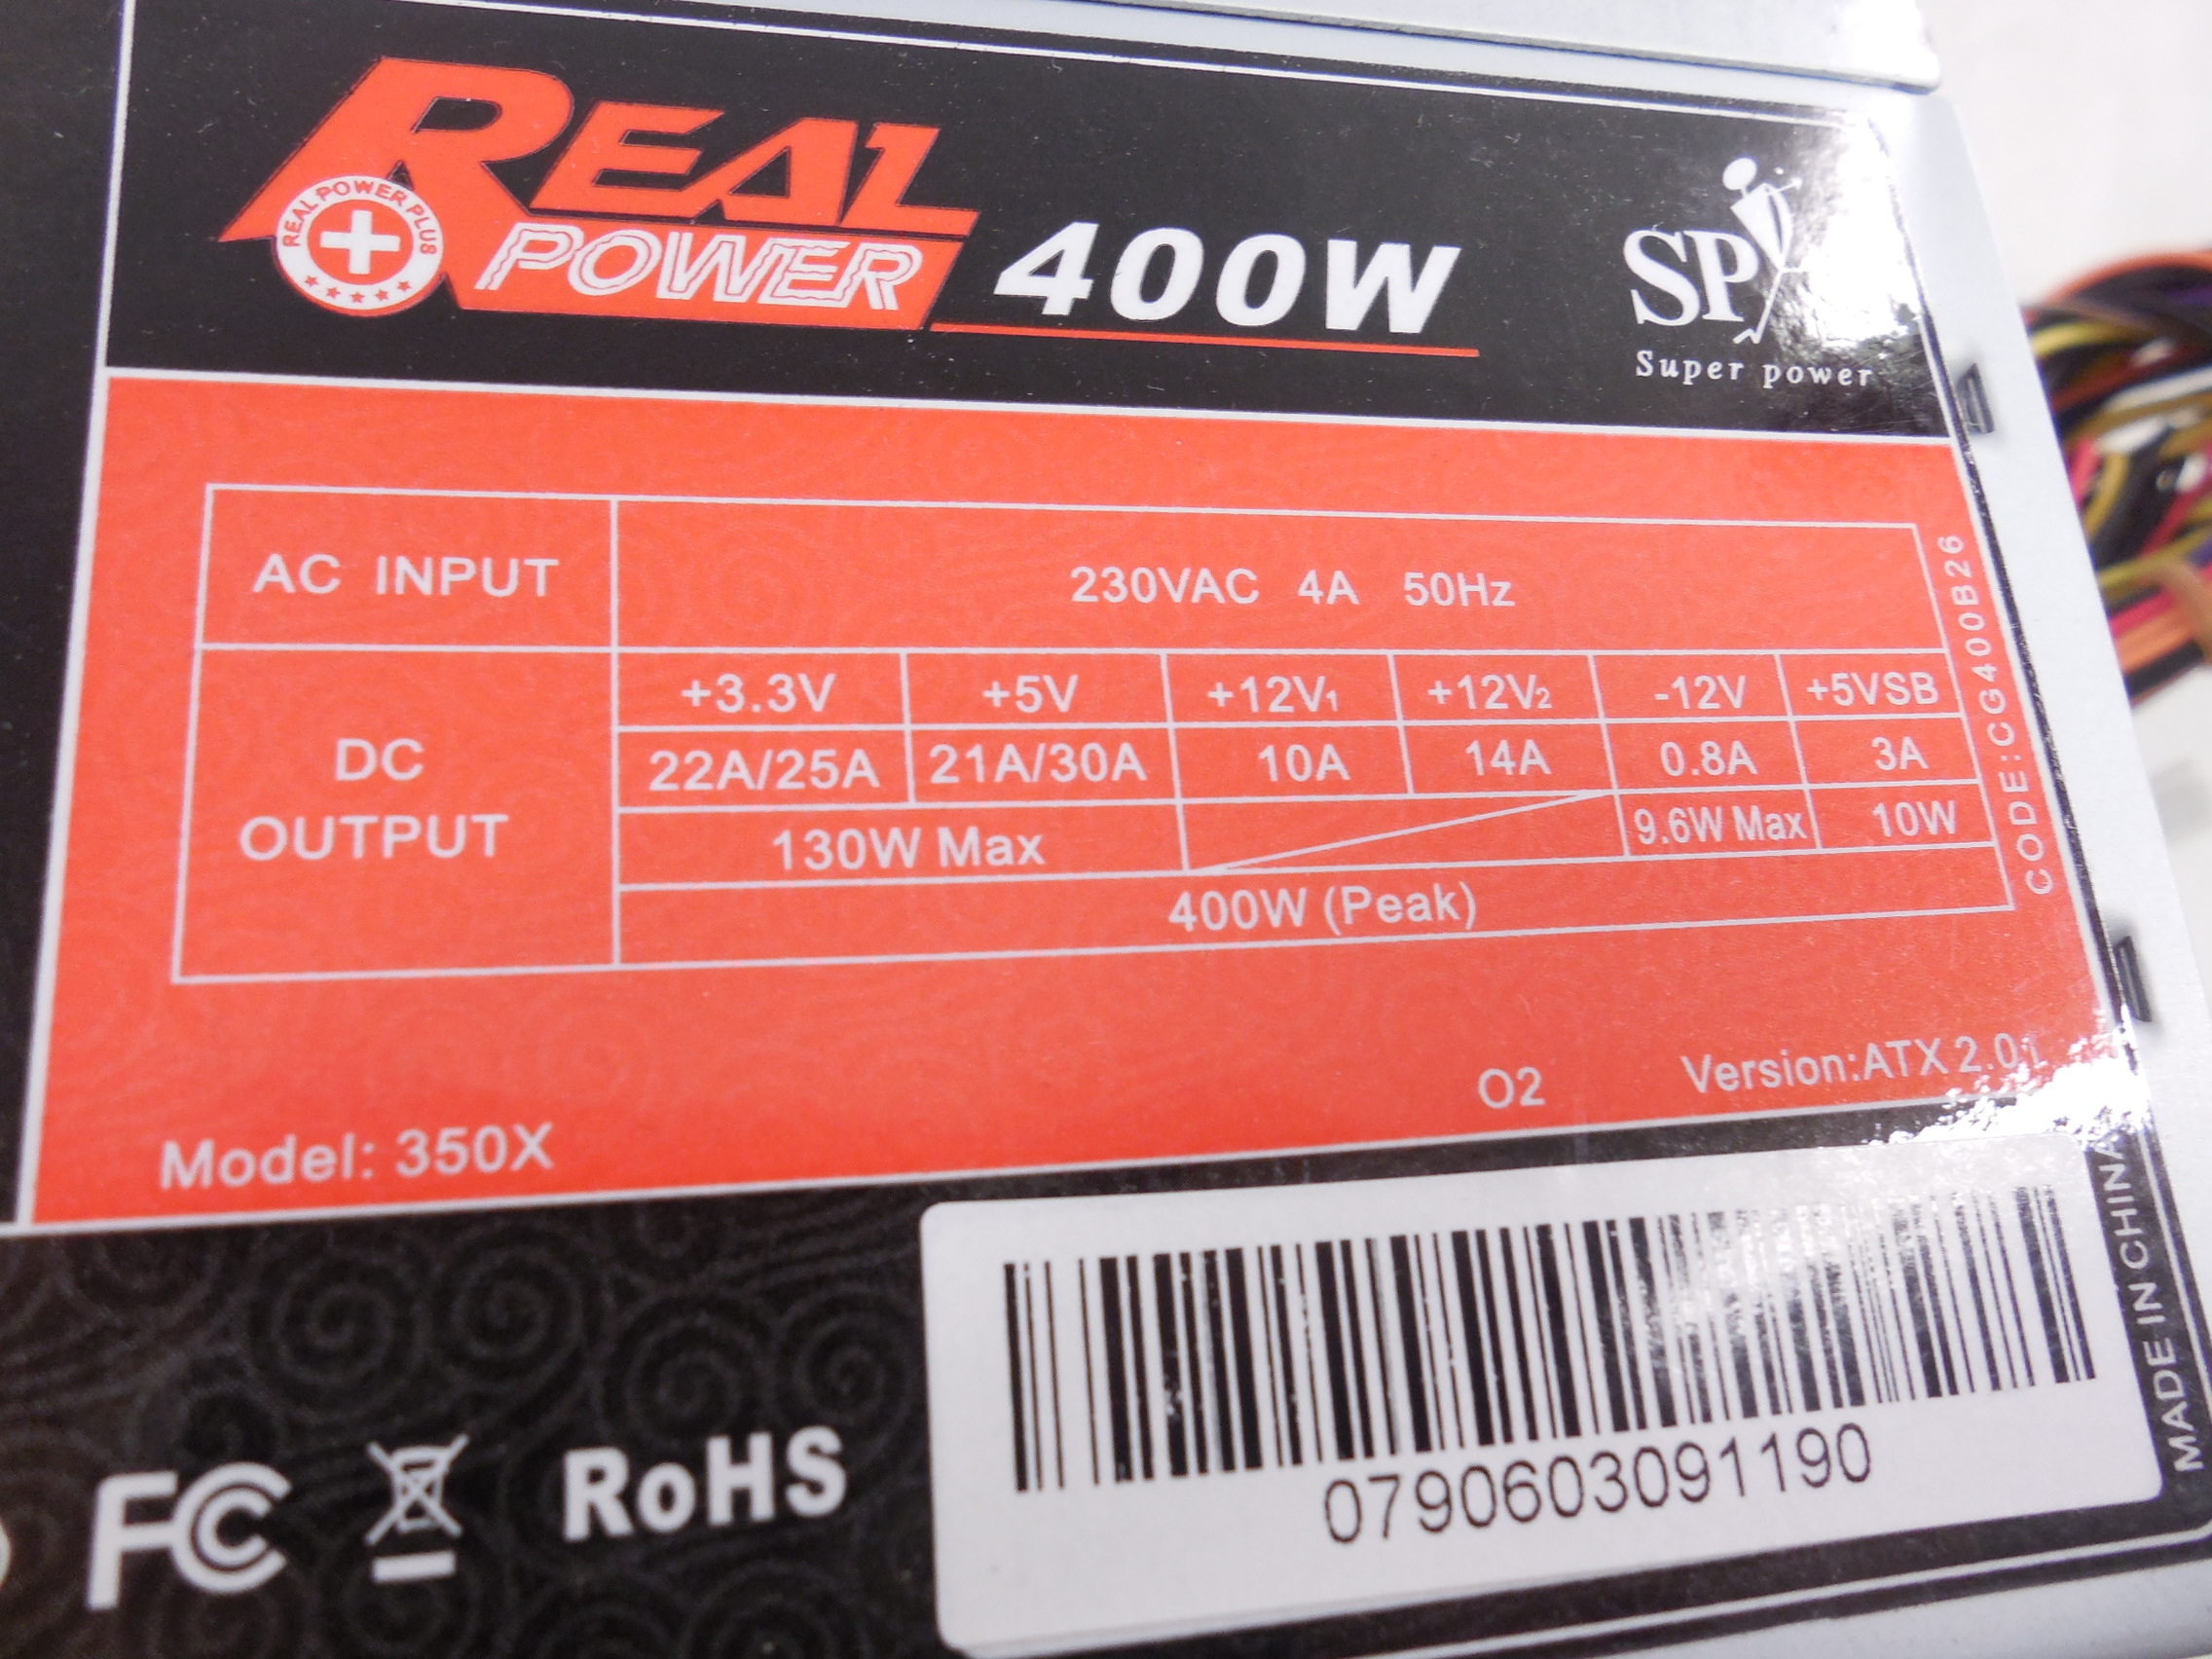 REAL
POWER 400W
REAL POWER PLUS
SP
Super power
AC INPUT 230VAC 4A 50Hz
DC OUTPUT
+3.3V +5V +12V1 +12V2 -12V +5VSB
22A/25A 21A/30A 10A 14A 0.8A 3A
130W Max 9.6W Max 10W
400W (Peak)
CODE:CG400B26
O2 Version:ATX 2.01
Model: 350X
FC RoHS
0790603091190
MADE IN CHINA